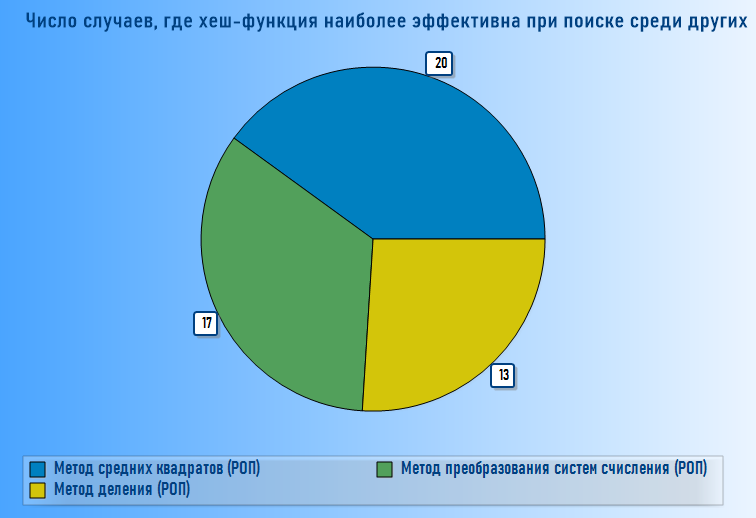 Число случаев, где хеш-функция наиболее эффективна при поиске среди других
20
17
13
Метод средних квадратов (РОП)
Метод преобразования систем счисления (РОП)
Метод деления (РОП)